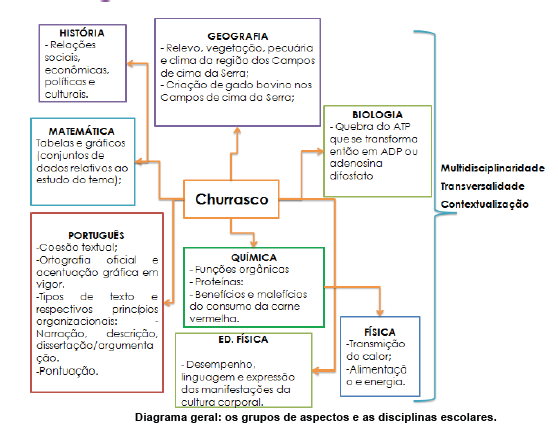 HISTÓRIA
- Relações
sociais,
econômicas,
políticas e
culturais.
GEOGRAFIA
- Relevo, vegetação, pecuária
e clima da região dos Campos
de cima da Serra;
- Criação de gado bovino nos
Campos de cima da Serra;
BIOLOGIA
- Quebra do ATP
que se transforma
então em ADP ou
adenosina
difosfato
MATEMÁTICA
Tabelas e gráficos
(conjuntos de
dados relativos ao
estudo do tema);
Churrasco
Multidisciplinaridade
Transversalidade
Contextualização
PORTUGUÊS
-Coesão textual;
-Ortografia oficial e
acentuação gráfica em
vigor.
-Tipos de texto e
respectivos princípios
organizacionais: -
Narração, descrição,
dissertação/argumenta
ção.
-Pontuação.
QUÍMICA
- Funções orgânicas
- Proteínas:
- Benefícios e malefícios
do consumo da carne
vermelha.
FÍSICA
-Transmição
do calor;
-Alimentaçã
o e energia.
ED. FÍSICA
- Desempenho,
linguagem e expressão
das manifestações da
cultura corporal.
Diagrama geral: os grupos de aspectos e as disciplinas escolares.